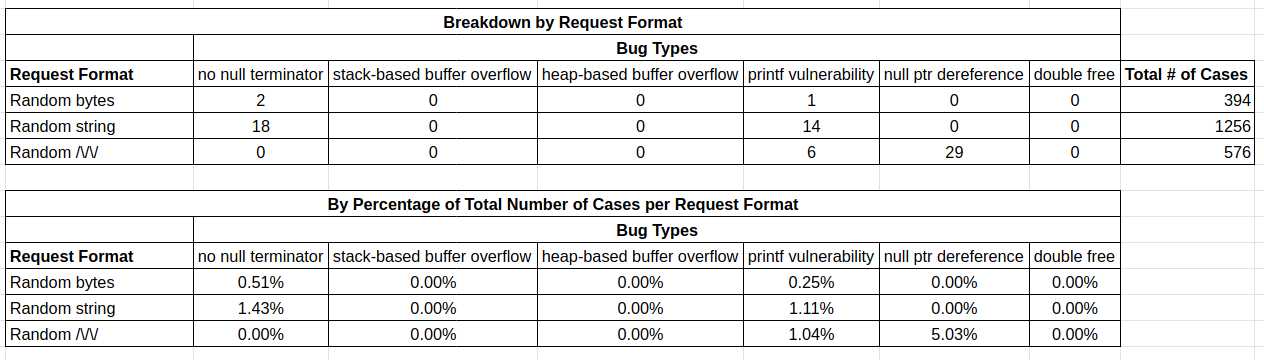 Breakdown by Request Format
Bug Types
Request Format no null terminator stack-based buffer overflow heap-based buffer overflow printf vulnerability null ptr dereference double free Total # of Cases
Random bytes 2 0 0 1 0 0 394
Random string 18 0 0 14 0 0 1256
Random /\/\/ 0 0 0 6 29 0 576
By Percentage of Total Number of Cases per Request Format
Bug Types
Request Format no null terminator stack-based buffer overflow heap-based buffer overflow printf vulnerability null ptr dereference double free
Random bytes 0.51% 0.00% 0.00% 0.25% 0.00% 0.00%
Random string 1.43% 0.00% 0.00% 1.11% 0.00% 0.00%
Random /\/\/ 0.00% 0.00% 0.00% 1.04% 5.03% 0.00%